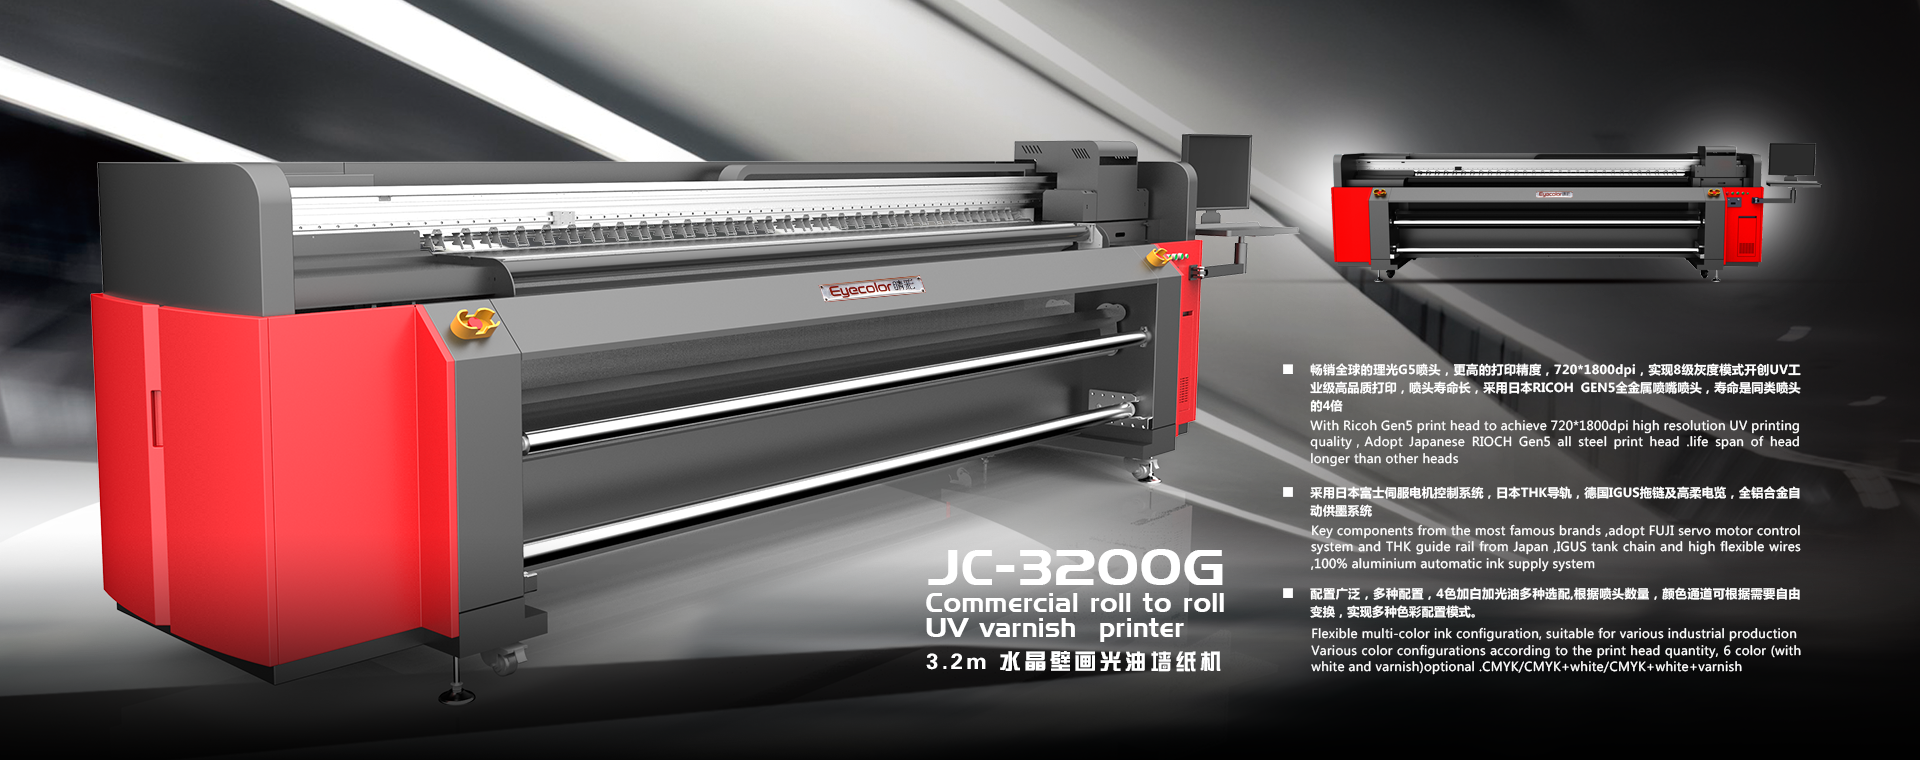 Eyecolor 睛彩
Eyecolor
JC-3200G
Commercial roll to roll
UV varnish printer
3.2m 水晶壁画光油墙纸机
畅销全球的理光G5喷头，更高的打印精度，720*1800dpi，实现8级灰度模式开创UV工
业级高品质打印，喷头寿命长，采用日本RICOH GEN5全金属喷嘴喷头，寿命是同类喷头
的4倍
With Ricoh Gen5 print head to achieve 720*1800dpi high resolution UV printing
quality , Adopt Japanese RIOCH Gen5 all steel print head .life span of head
longer than other heads
采用日本富士伺服电机控制系统，日本THK导轨，德国IGUS拖链及高柔电览，全铝合金自
动供墨系统
Key components from the most famous brands ,adopt FUJI servo motor control
system and THK guide rail from Japan ,IGUS tank chain and high flexible wires
,100% aluminium automatic ink supply system
配置广泛，多种配置，4色加白加光油多种选配,根据喷头数量，颜色通道可根据需要自由
变换，实现多种色彩配置模式。
Flexible multi-color ink configuration, suitable for various industrial production
Various color configurations according to the print head quantity, 6 color (with
white and varnish)optional .CMYK/CMYK+white/CMYK+white+varnish